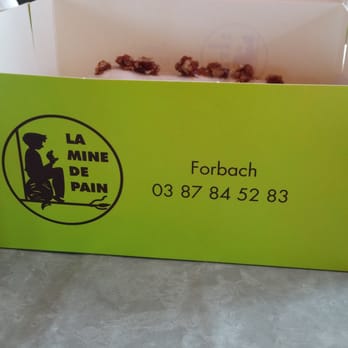 LA
MINE
DE
PAIN
Forbach
03 87 84 52 83